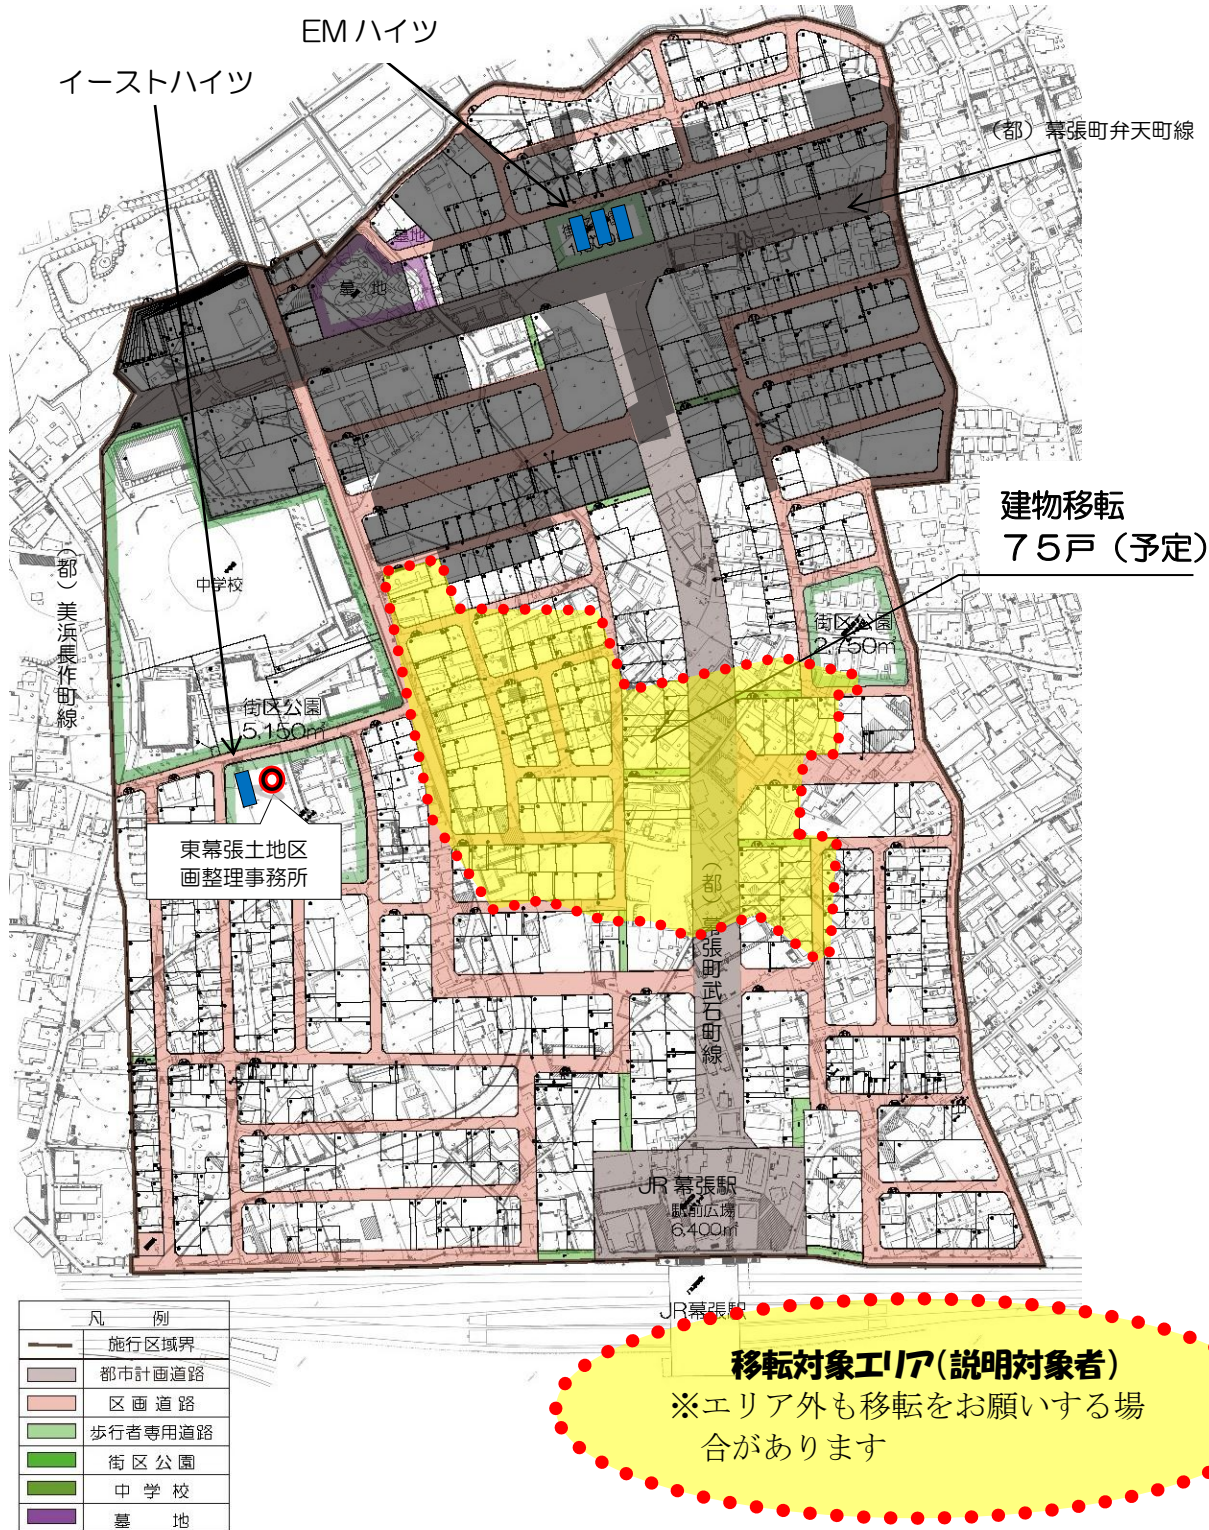 EMハイツ
イーストハイツ
(都)幕張町弁天町線
墓地
墓 地
建物移転
75戸(予定)
中学校
(都)美浜長作町線
街区公園
2,750㎡
街区公園
5,150㎡
東幕張土地区
画整理事務所
(都)幕張町武石町線
JR幕張駅
駅前広場
6,400㎡
JR幕張駅
凡 例
施行区域界
都市計画道路
区画道路
歩行者専用道路
街区公園
中学校
墓 地
移転対象エリア(説明対象者)
※エリア外も移転をお願いする場
合があります